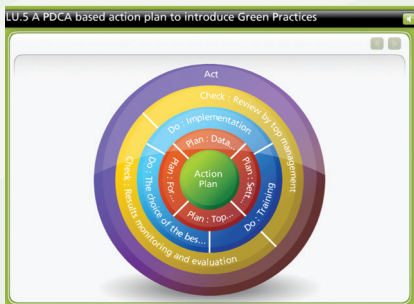 LU.5 A PDCA based action plan to introduce Green Practices
Act
Check : Review by top management
Do : Implementation
Plan : Data...
Plan : For...
Action
Plan
Plan : Sett...
Plan : Top...
Do : Training
Do : The choice of the bes...
Check : Results monitoring and evaluation